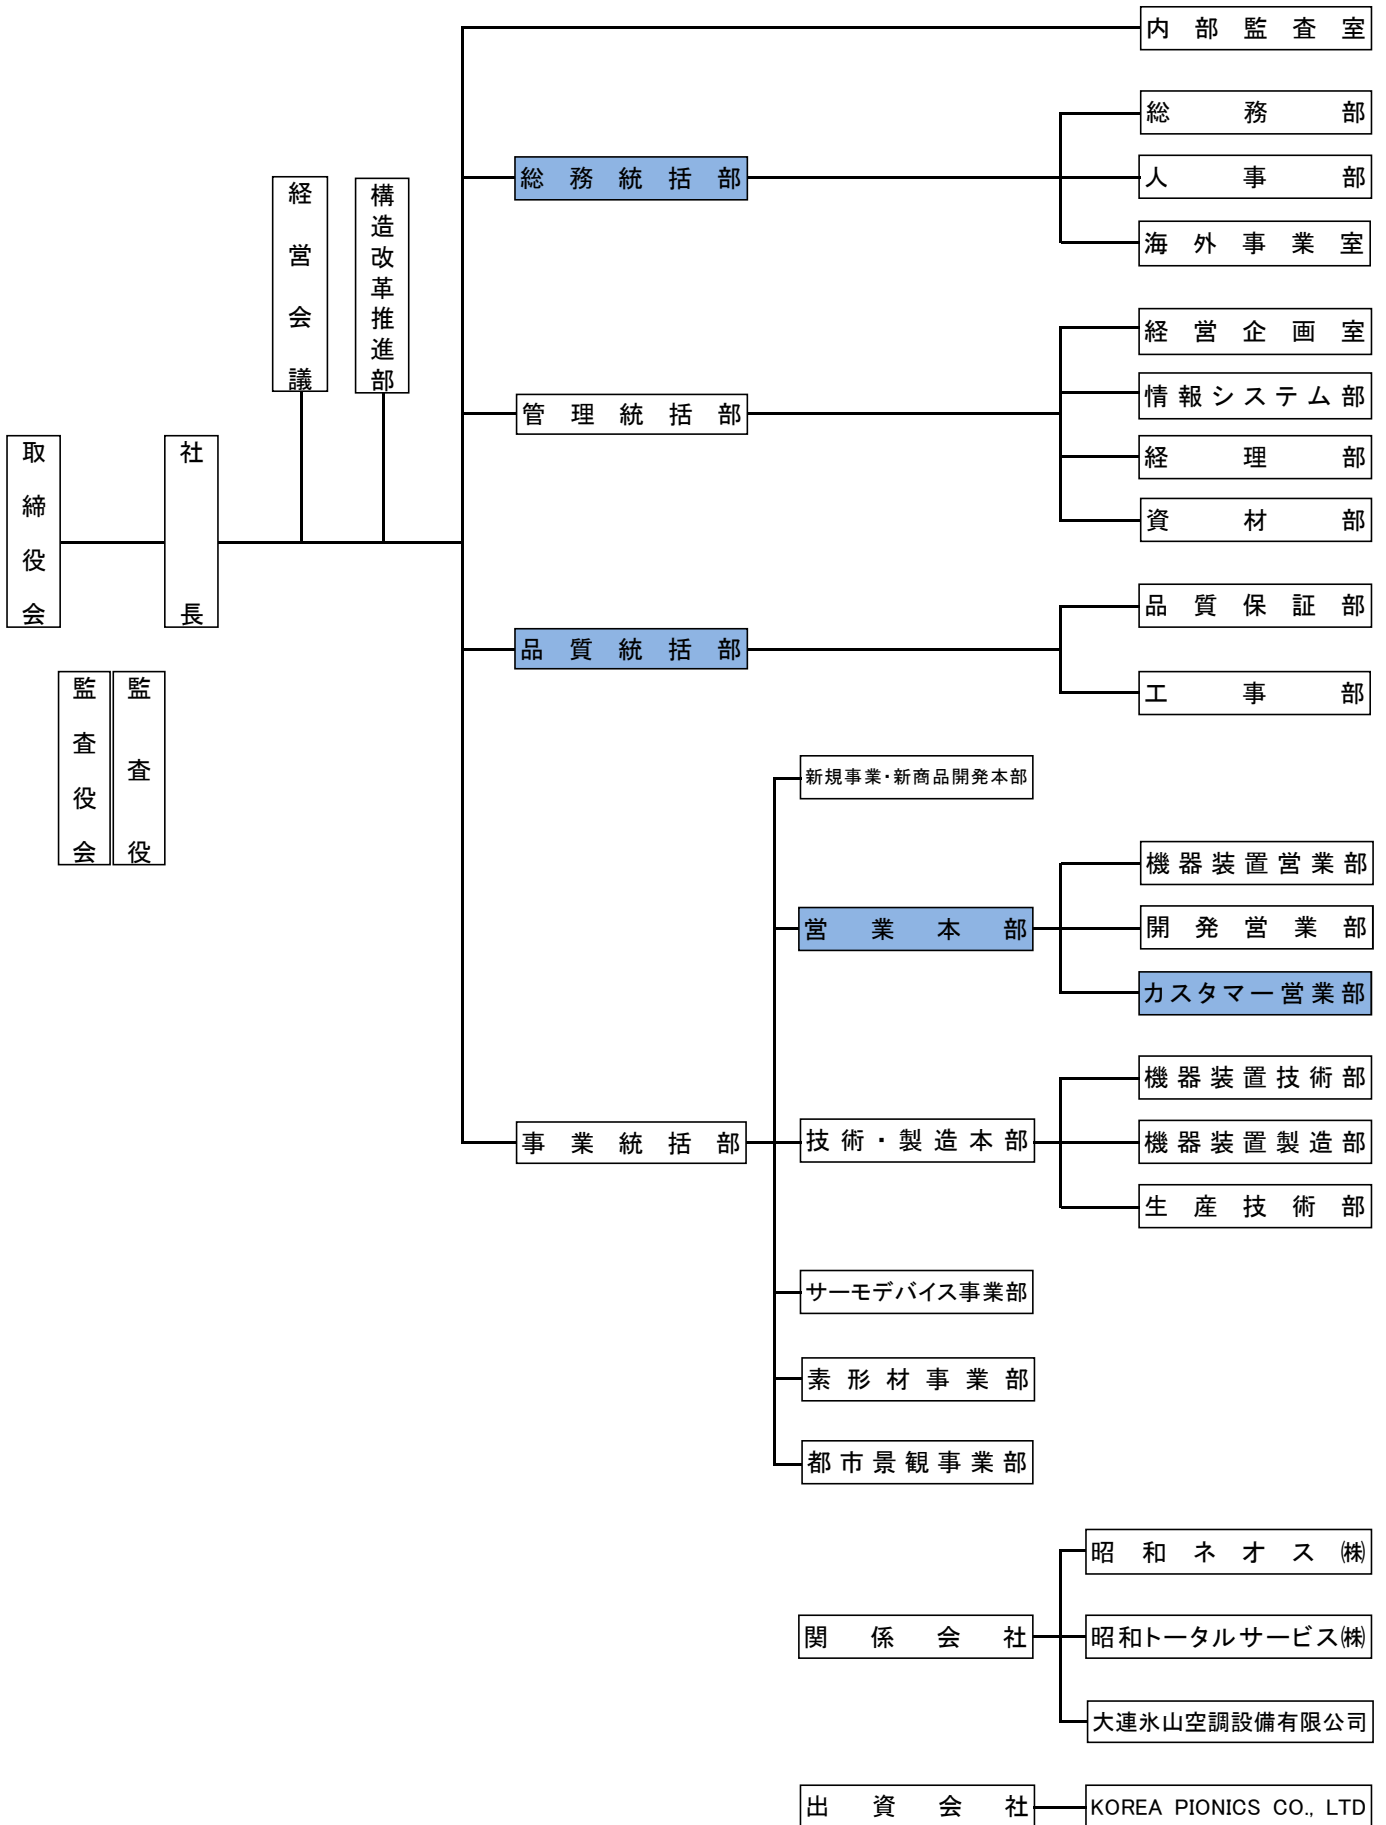 内部監査室
総務部
総務統括部
人事部
海外事業室
経営会議
構造改革推進部
経営企画室
情報システム部
管理統括部
経理部
資材部
取締役会
社長
品質保証部
品質統括部
工事部
監査役会
監査役
新規事業・新商品開発本部
機器装置営業部
営業本部
開発営業部
カスタマー営業部
機器装置技術部
事業統括部
技術・製造本部
機器装置製造部
生産技術部
サーモデバイス事業部
素形材事業部
都市景観事業部
昭和ネオス㈱
関係会社
昭和トータルサービス㈱
大連氷山空調設備有限公司
出資会社
KOREA PIONICS CO., LTD